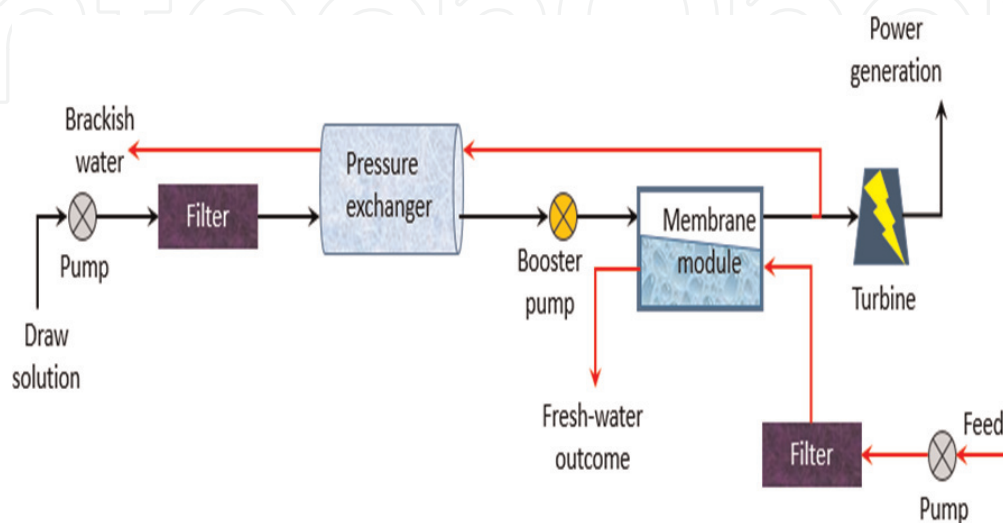 Power
generation
Brackish
water
Pressure
exchanger
Filter
Pump
Membrane
module
Booster
pump
Turbine
Draw
solution
Fresh-water
outcome
Filter
Feed
Pump